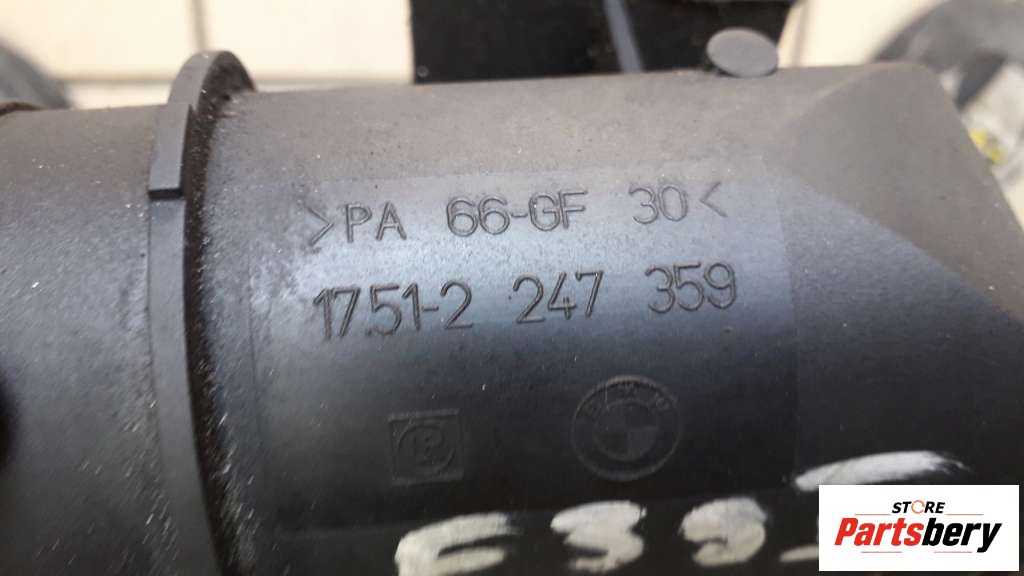 >PA 66-GF 30<
17.51-2 247 359
STORE
Partsbery